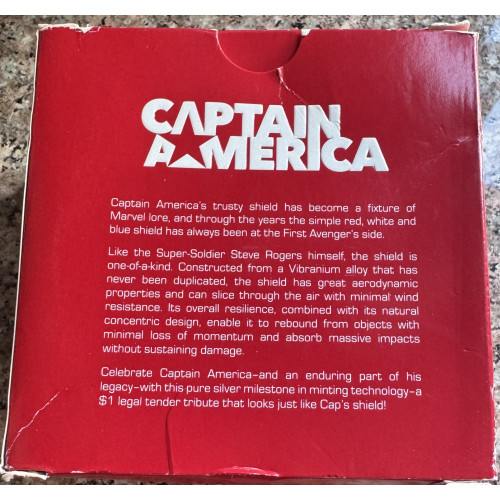 CAPTAIN
AMERICA
Captain America's trusty shield has become a fixture of
Marvel lore, and through the years the simple red, white and
blue shield has always been at the First Avenger's side.
Like the Super-Soldier Steve Rogers himself, the shield is
one-of-a-kind. Constructed from a Vibranium alloy that has
never been duplicated, the shield has great aerodynamic
properties and can slice through the air with minimal wind
resistance. Its overall resilience, combined with its natural
concentric design, enable it to rebound from objects with
minimal loss of momentum and absorb massive impacts
without sustaining damage.
Celebrate Captain America–and an enduring part of his
legacy–with this pure silver milestone in minting technology–a
$1 legal tender tribute that looks just like Cap's shield!